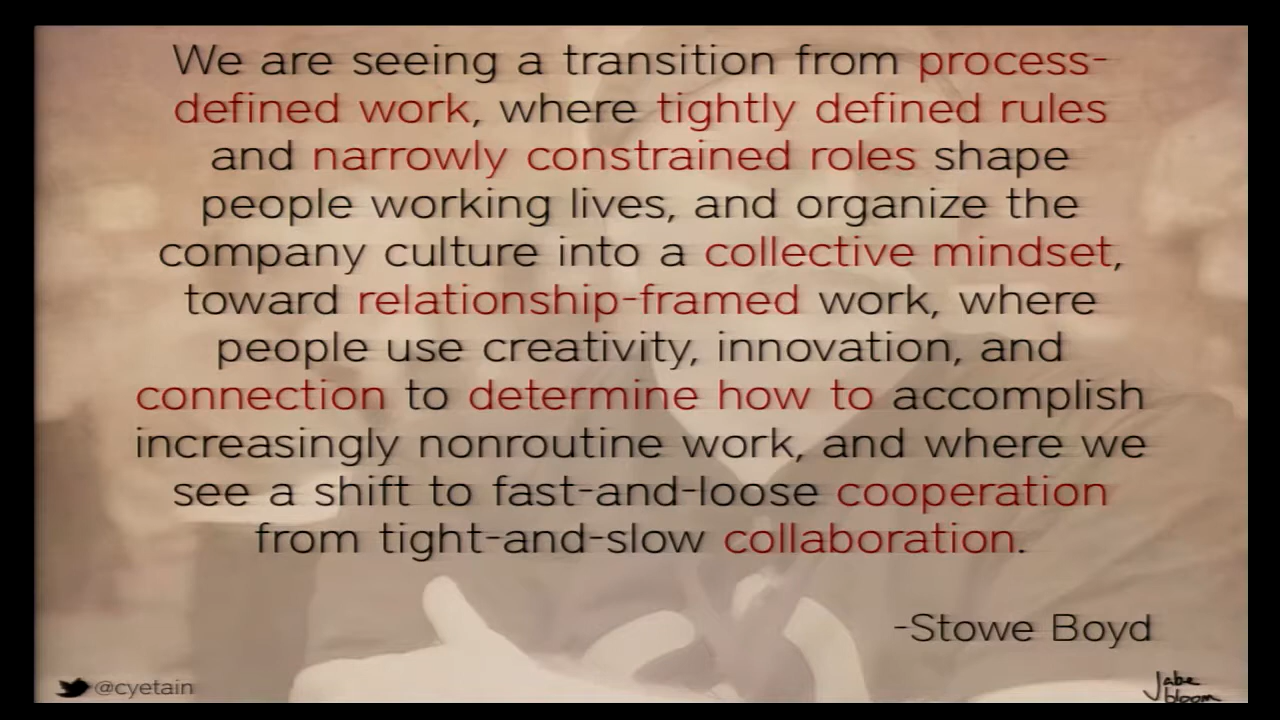 We are seeing a transition from process-
defined work, where tightly defined rules
and narrowly constrained roles shape
people working lives, and organize the
company culture into a collective mindset,
toward relationship-framed work, where
people use creativity, innovation, and
connection to determine how to accomplish
increasingly nonroutine work, and where we
see a shift to fast-and-loose cooperation
from tight-and-slow collaboration.
-Stowe Boyd
@cyetain
Jabe
bloom